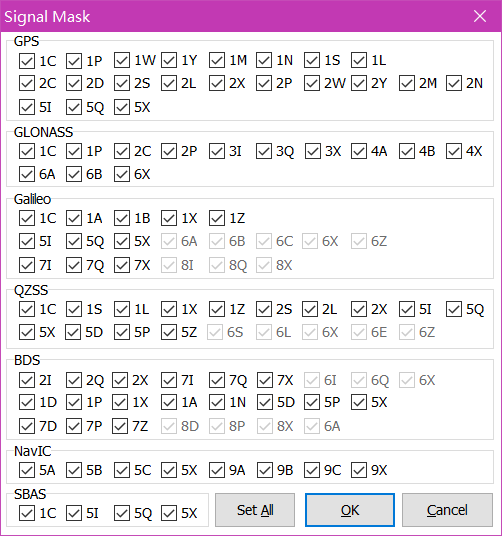 Signal Mask
GPS
1C 1P 1W 1Y 1M 1N 1S 1L
2C 2D 2S 2L 2X 2P 2W 2Y 2M 2N
5I 5Q 5X
GLONASS
1C 1P 2C 2P 3I 3Q 3X 4A 4B 4X
6A 6B 6X
Galileo
1C 1A 1B 1X 1Z
5I 5Q 5X 6A 6B 6C 6X 6Z
7I 7Q 7X 8I 8Q 8X
QZSS
1C 1S 1L 1X 1Z 2S 2L 2X 5I 5Q
5X 5D 5P 5Z 6S 6L 6X 6E 6Z
BDS
2I 2Q 2X 7I 7Q 7X 6I 6Q 6X
1D 1P 1X 1A 1N 5D 5P 5X
7D 7P 7Z 8D 8P 8X 6A
NavIC
5A 5B 5C 5X 9A 9B 9C 9X
SBAS
1C 5I 5Q 5X
Set All OK Cancel